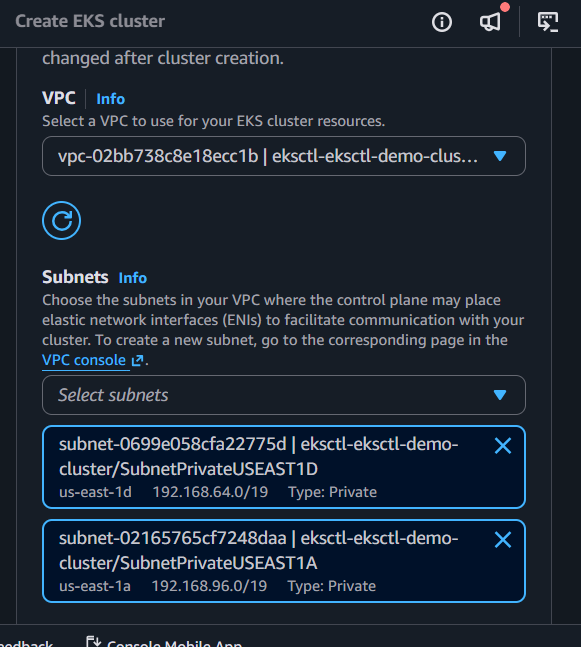 Create EKS cluster
changed after cluster creation.
VPC Info
Select a VPC to use for your EKS cluster resources.
vpc-02bb738c8e18ecc1b | eksctl-eksctl-demo-clus...
Subnets Info
Choose the subnets in your VPC where the control plane may place
elastic network interfaces (ENIs) to facilitate communication with your
cluster. To create a new subnet, go to the corresponding page in the
VPC console.
Select subnets
subnet-0699e058cfa22775d | eksctl-eksctl-demo-
cluster/SubnetPrivateUSEAST1D
us-east-1d 192.168.64.0/19 Type: Private
subnet-02165765cf7248daa | eksctl-eksctl-demo-
cluster/SubnetPrivateUSEAST1A
us-east-1a 192.168.96.0/19 Type: Private
Console Mobile App